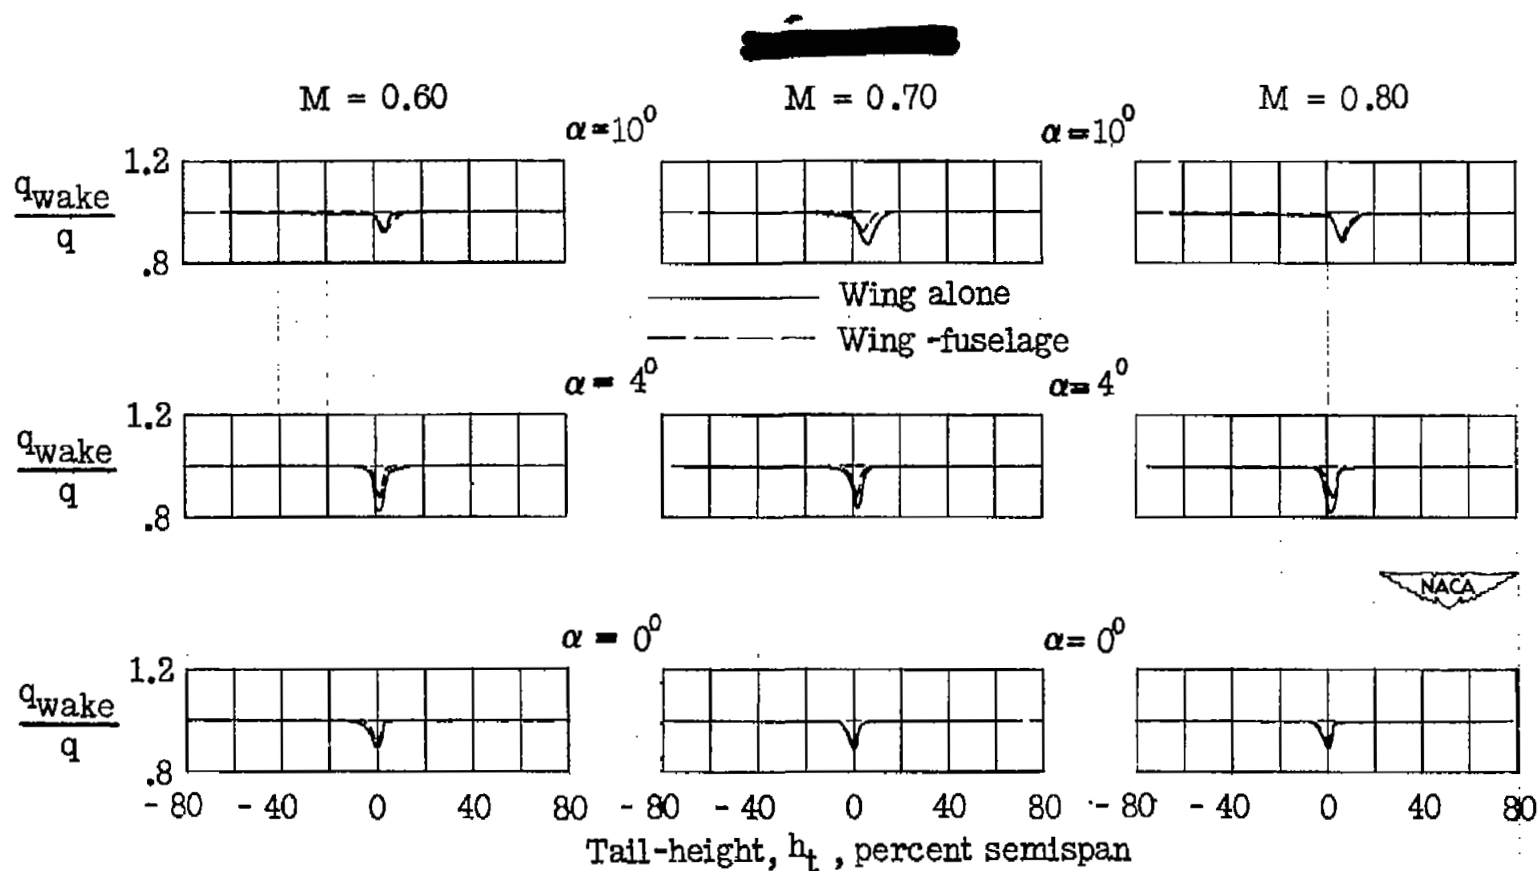 M = 0.60 M = 0.70 M = 0.80
α=10° α=10°
q_wake/q 1.2 .8
Wing alone
Wing -fuselage
α = 4° α= 4°
q_wake/q 1.2 .8
NACA
α = 0° α= 0°
q_wake/q 1.2 .8
- 80 - 40 0 40 80 - 80 - 40 0 40 80 - 80 - 40 0 40 80
Tail-height, h_t , percent semispan